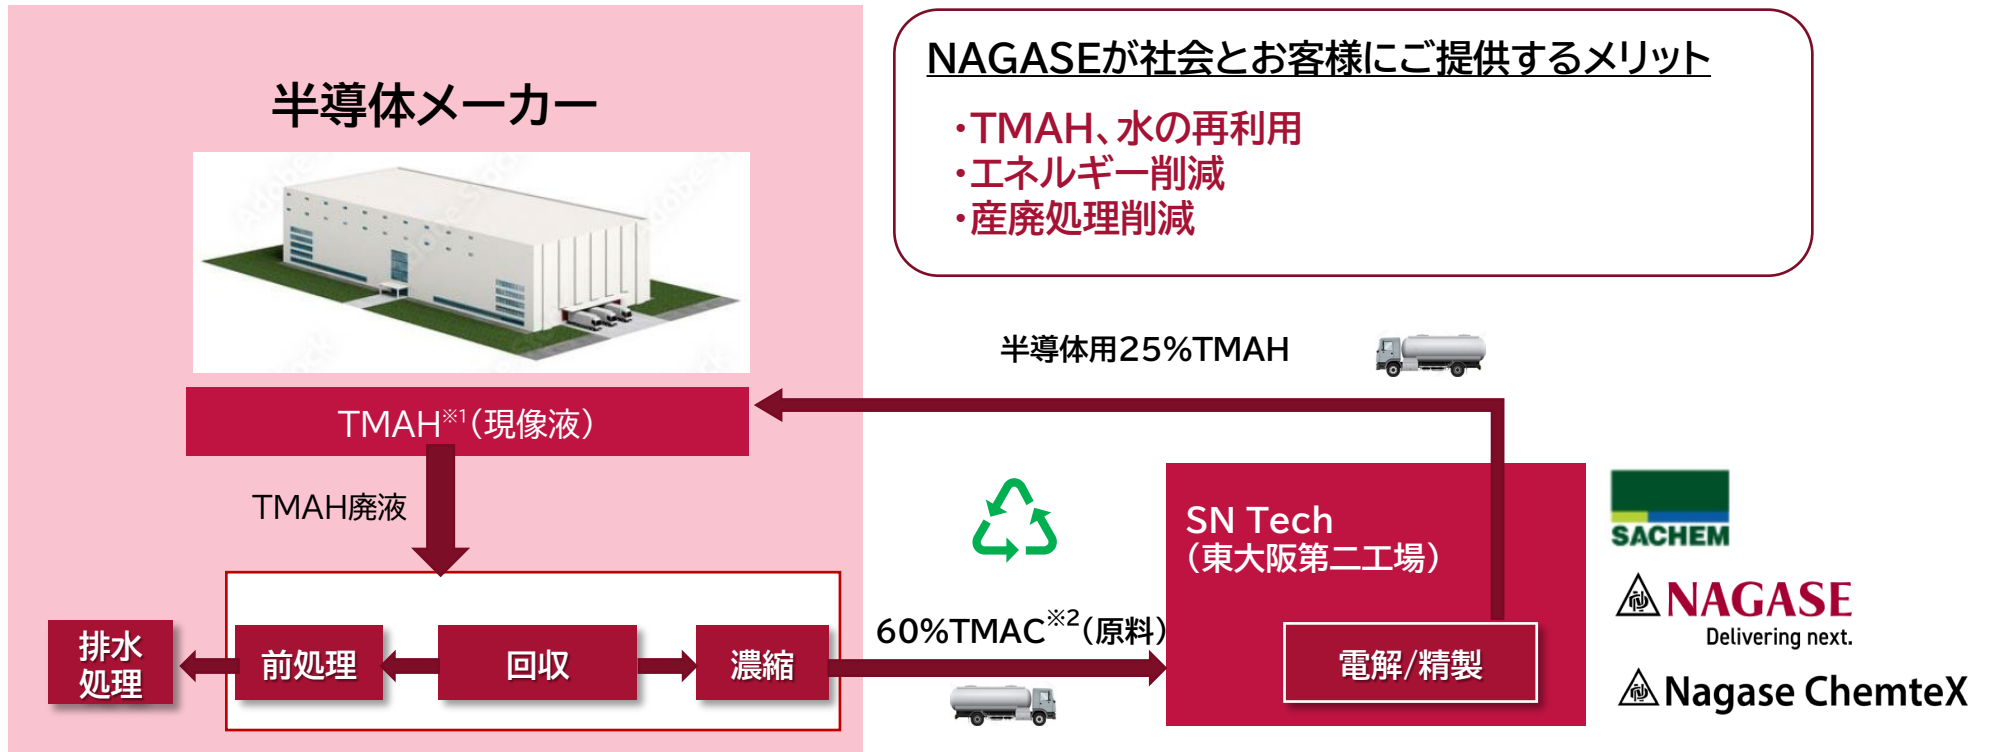 半導体メーカー
NAGASEが社会とお客様にご提供するメリット
・TMAH、水の再利用
・エネルギー削減
・産廃処理削減
半導体用25%TMAH
TMAH※1(現像液)
TMAH廃液
SN Tech
(東大阪第二工場)
SACHEM
NAGASE
Delivering next.
Nagase ChemteX
60%TMAC※2(原料)
排水
処理
前処理
回収
濃縮
電解/精製